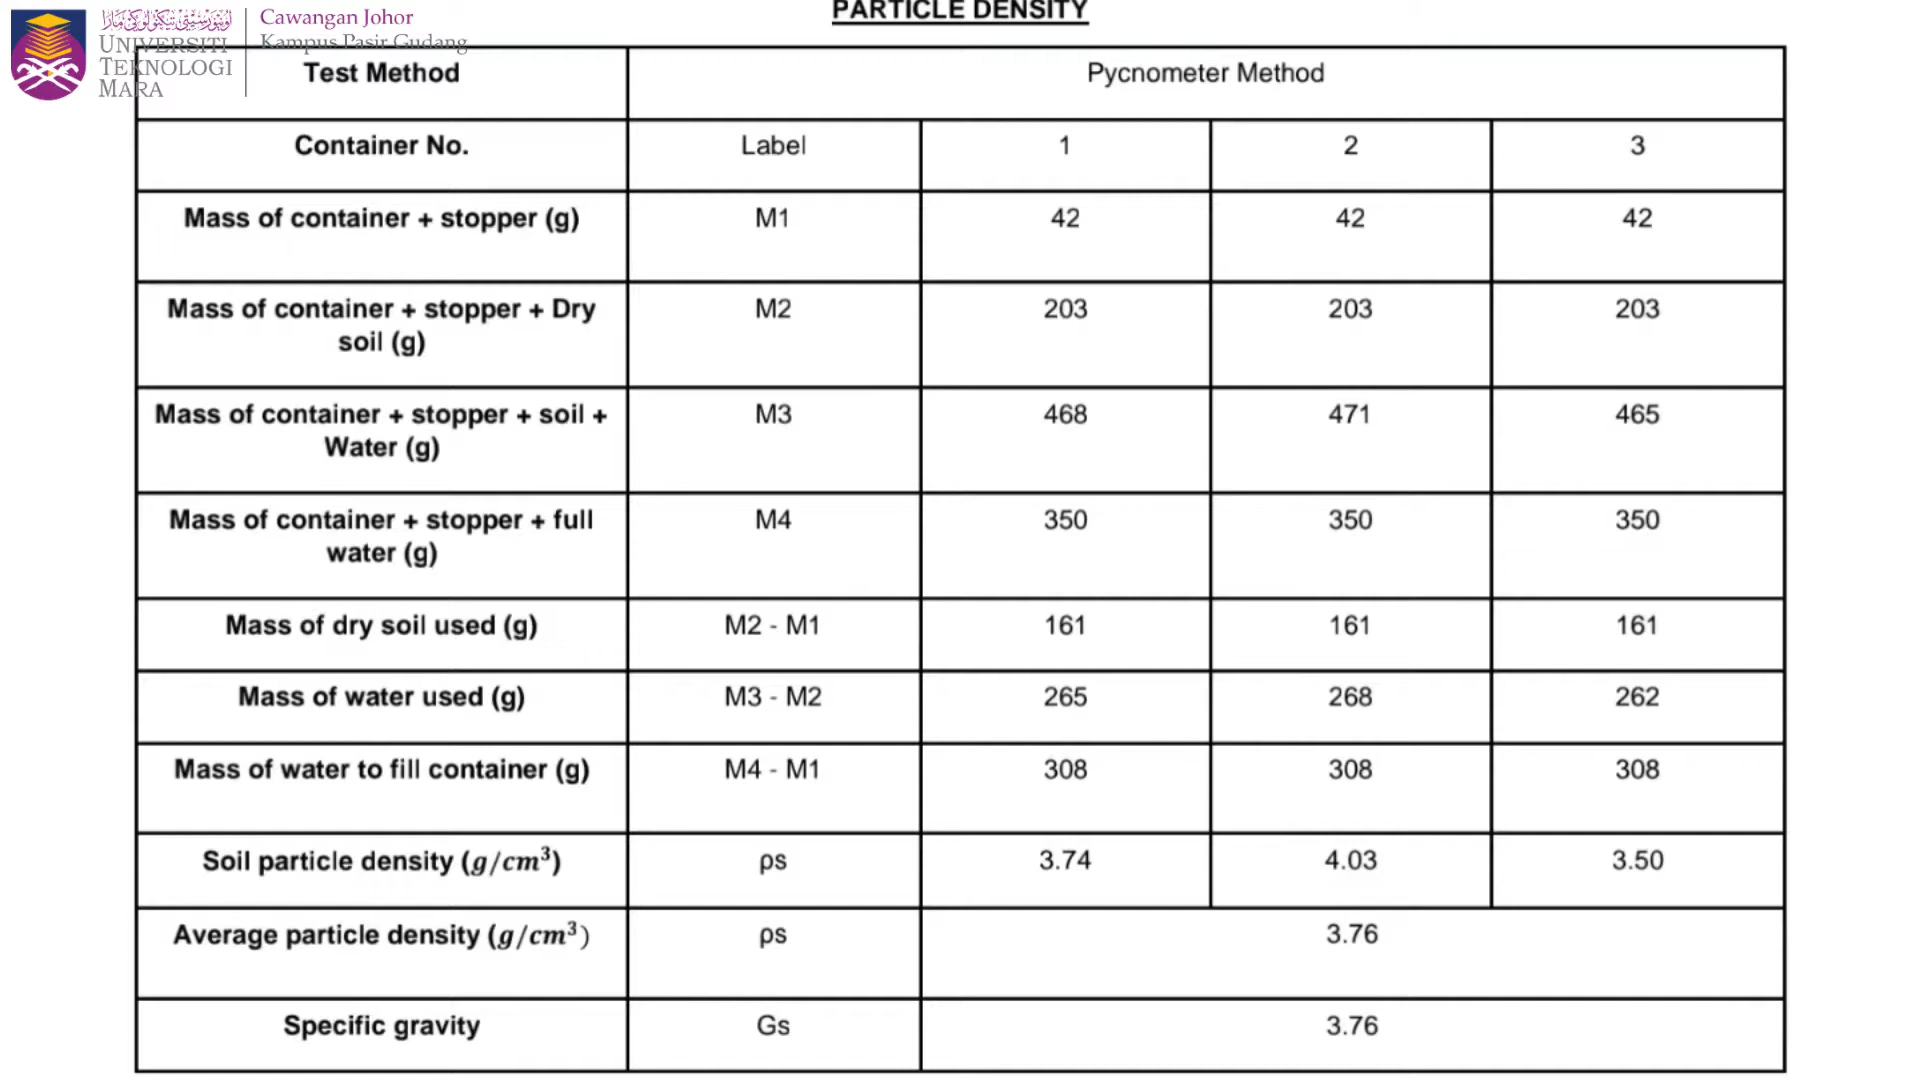 PARTICLE DENSITY
UNIVERSITI
TEKNOLOGI
MARA
Cawangan Johor
Kampus Pasir Gudang
Test Method Pycnometer Method
Container No. Label 1 2 3
Mass of container + stopper (g) M1 42 42 42
Mass of container + stopper + Dry
soil (g) M2 203 203 203
Mass of container + stopper + soil +
Water (g) M3 468 471 465
Mass of container + stopper + full
water (g) M4 350 350 350
Mass of dry soil used (g) M2 - M1 161 161 161
Mass of water used (g) M3 - M2 265 268 262
Mass of water to fill container (g) M4 - M1 308 308 308
Soil particle density (g/cm³) ρs 3.74 4.03 3.50
Average particle density (g/cm³) ρs 3.76
Specific gravity Gs 3.76